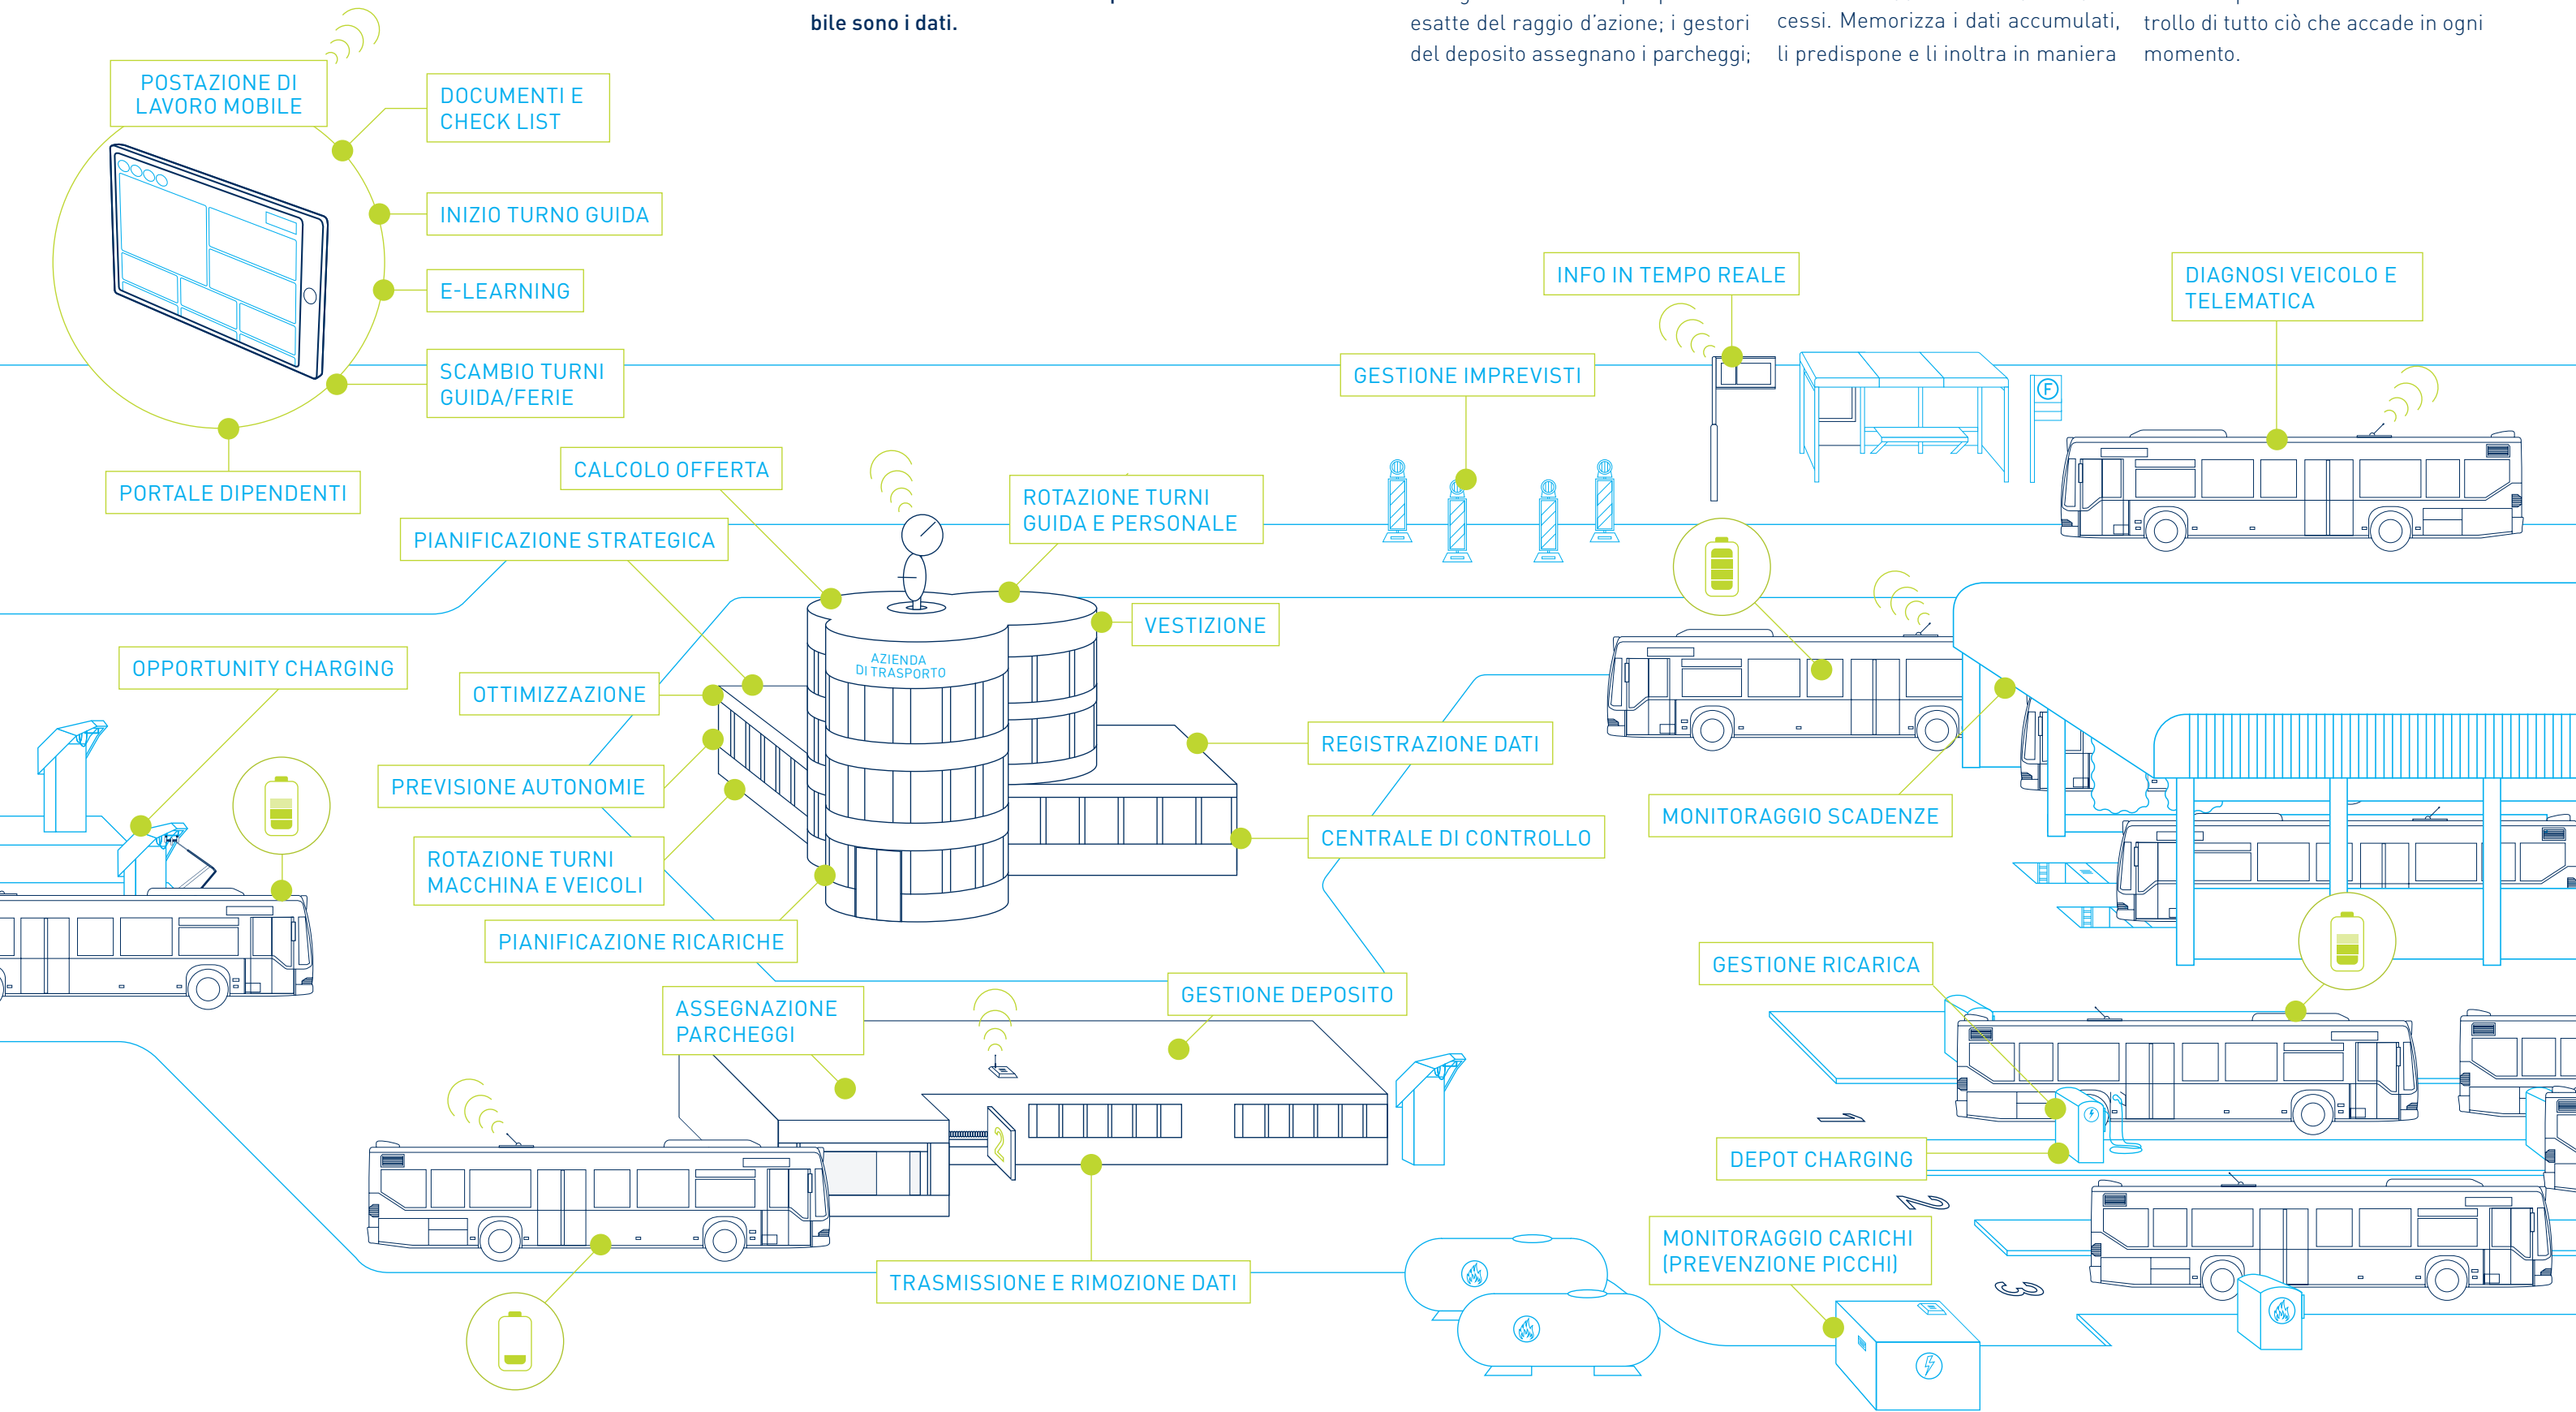 bile sono i dati.
esatte del raggio d’azione; i gestori
del deposito assegnano i parcheggi;
cessi. Memorizza i dati accumulati,
li predispone e li inoltra in maniera
trollo di tutto ciò che accade in ogni
momento.
POSTAZIONE DI
LAVORO MOBILE
DOCUMENTI E
CHECK LIST
INIZIO TURNO GUIDA
E-LEARNING
SCAMBIO TURNI
GUIDA/FERIE
PORTALE DIPENDENTI
INFO IN TEMPO REALE
DIAGNOSI VEICOLO E
TELEMATICA
GESTIONE IMPREVISTI
F
CALCOLO OFFERTA
ROTAZIONE TURNI
GUIDA E PERSONALE
PIANIFICAZIONE STRATEGICA
VESTIZIONE
AZIENDA
DI TRASPORTO
OPPORTUNITY CHARGING
OTTIMIZZAZIONE
REGISTRAZIONE DATI
PREVISIONE AUTONOMIE
MONITORAGGIO SCADENZE
CENTRALE DI CONTROLLO
ROTAZIONE TURNI
MACCHINA E VEICOLI
PIANIFICAZIONE RICARICHE
GESTIONE RICARICA
GESTIONE DEPOSITO
ASSEGNAZIONE
PARCHEGGI
1
DEPOT CHARGING
2
MONITORAGGIO CARICHI
(PREVENZIONE PICCHI)
TRASMISSIONE E RIMOZIONE DATI
3